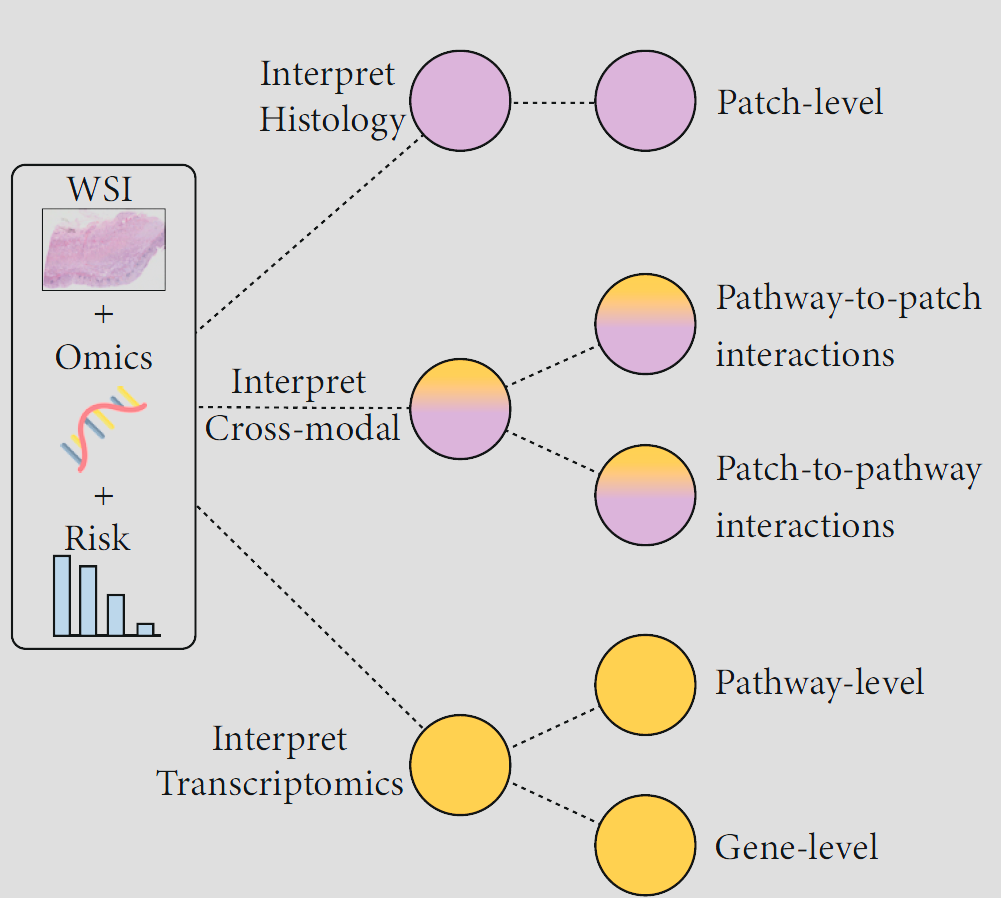 Interpret
Histology
Patch-level
WSI
+
Omics
+
Risk
Interpret
Cross-modal
Pathway-to-patch
interactions
Patch-to-pathway
interactions
Interpret
Transcriptomics
Pathway-level
Gene-level